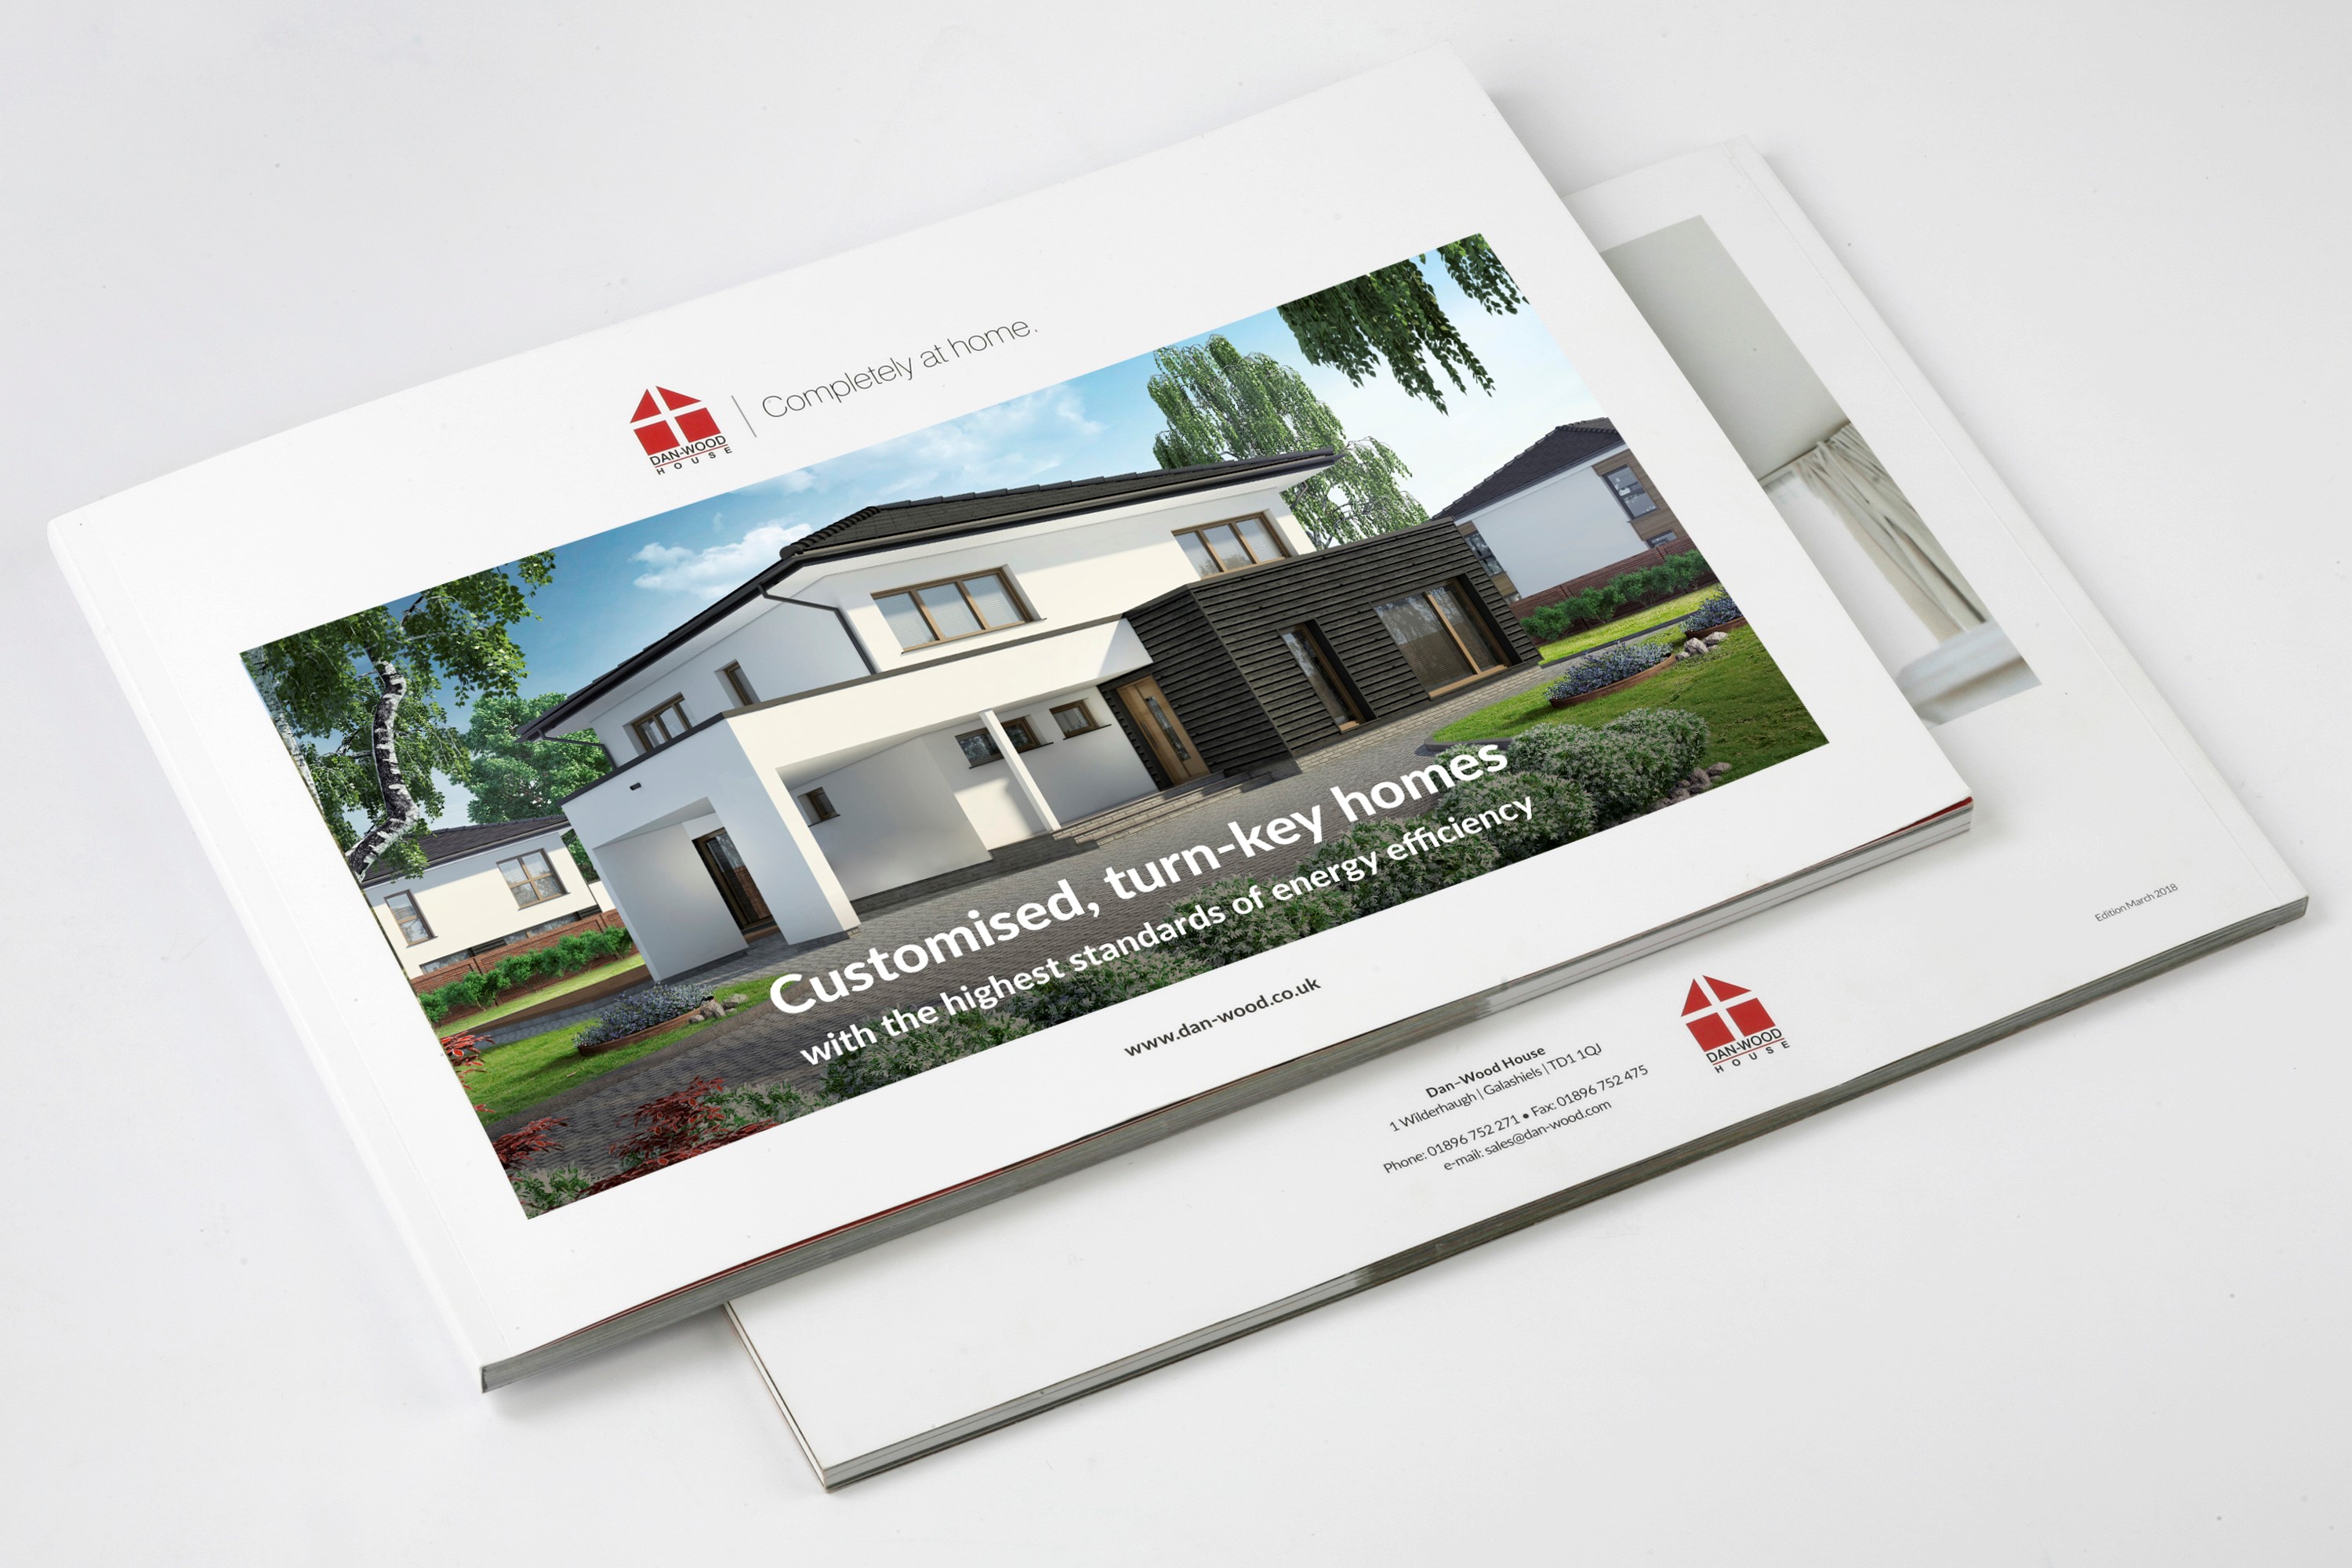 DAN-WOOD
HOUSE
Completely at home.
Customised, turn-key homes
with the highest standards of energy efficiency
www.dan-wood.co.uk
Edition March 2018
DAN-WOOD
HOUSE
Dan-Wood House
1 Wilderhaugh | Galashiels | TD1 1QJ
Phone: 01896 752 271 • Fax: 01896 752 475
e-mail: sales@dan-wood.com